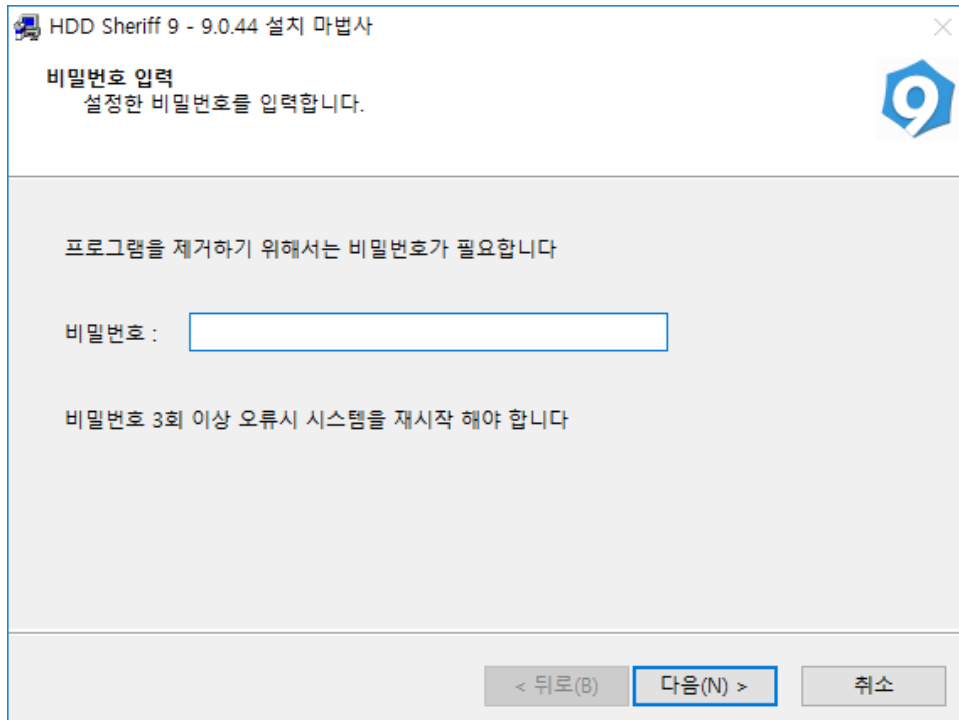 HDD Sheriff 9 - 9.0.44 설치 마법사
비밀번호 입력
설정한 비밀번호를 입력합니다.
9
프로그램을 제거하기 위해서는 비밀번호가 필요합니다
비밀번호 :
비밀번호 3회 이상 오류시 시스템을 재시작 해야 합니다
< 뒤로(B) 다음(N) > 취소